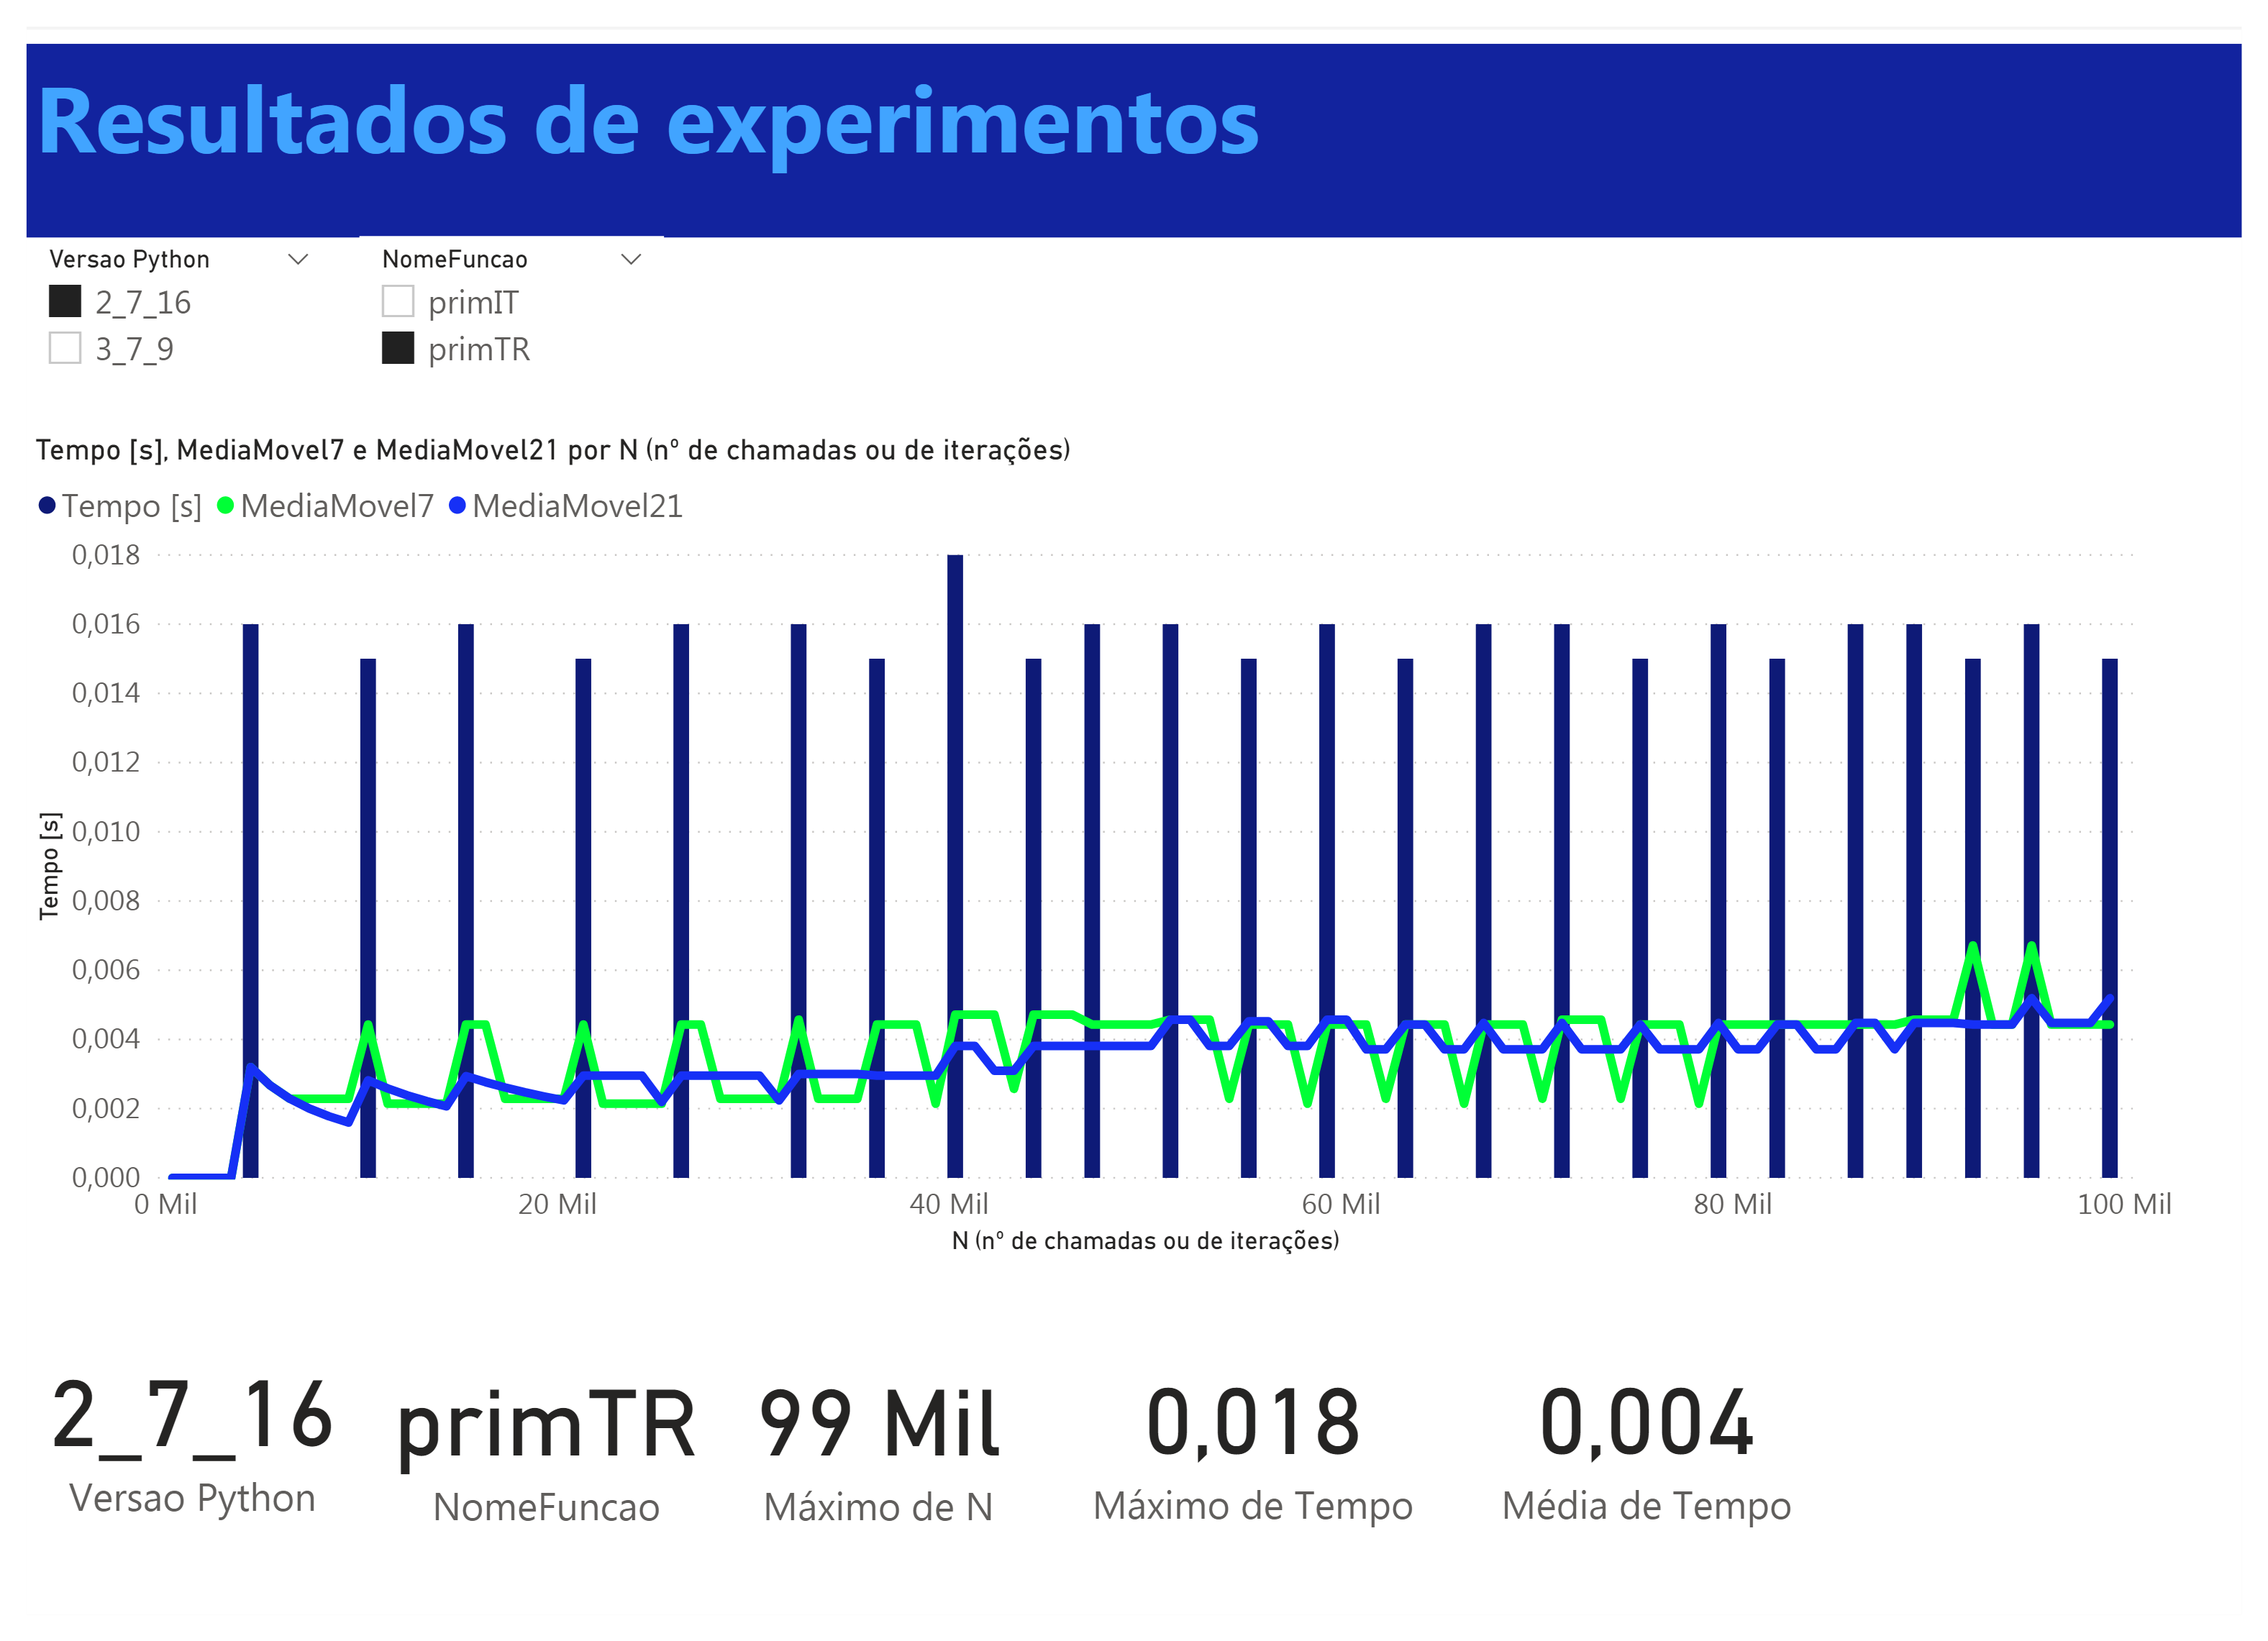 Resultados de experimentos
Versao Python
2_7_16
3_7_9
NomeFuncao
primIT
primTR
Tempo [s], MediaMovel7 e MediaMovel21 por N (nº de chamadas ou de iterações)
Tempo [s] MediaMovel7 MediaMovel21
0,018
0,016
0,014
0,012
0,010
0,008
0,006
0,004
0,002
0,000
Tempo [s]
0 Mil 20 Mil 40 Mil 60 Mil 80 Mil 100 Mil
N (nº de chamadas ou de iterações)
2_7_16
Versao Python
primTR
NomeFuncao
99 Mil
Máximo de N
0,018
Máximo de Tempo
0,004
Média de Tempo